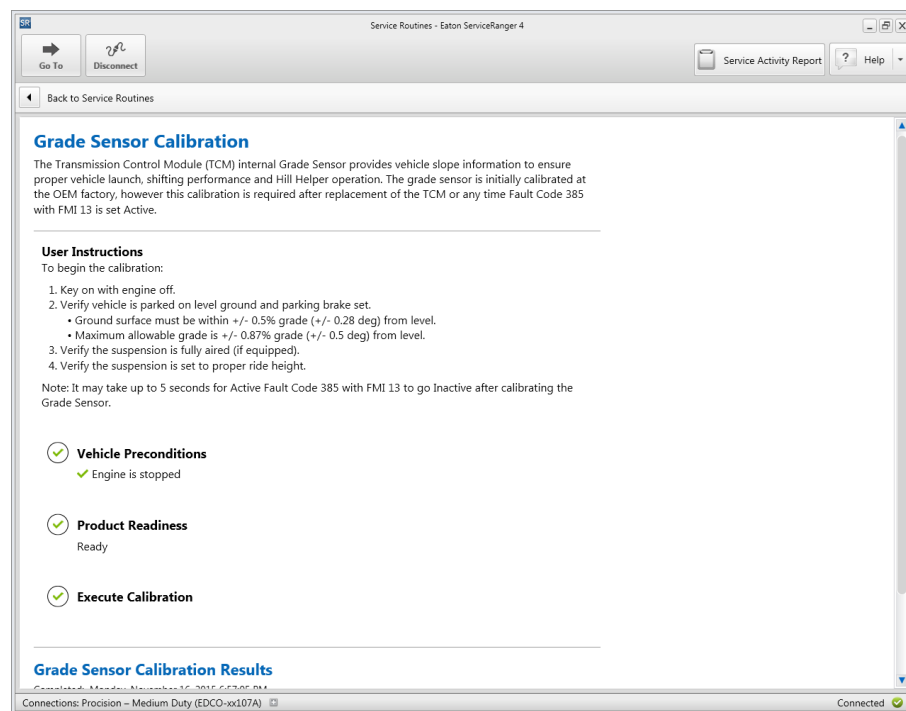 SR
Service Routines - Eaton ServiceRanger 4
Go To
Disconnect
Service Activity Report
? Help
Back to Service Routines
Grade Sensor Calibration
The Transmission Control Module (TCM) internal Grade Sensor provides vehicle slope information to ensure
proper vehicle launch, shifting performance and Hill Helper operation. The grade sensor is initially calibrated at
the OEM factory, however this calibration is required after replacement of the TCM or any time Fault Code 385
with FMI 13 is set Active.
User Instructions
To begin the calibration:
1. Key on with engine off.
2. Verify vehicle is parked on level ground and parking brake set.
• Ground surface must be within +/- 0.5% grade (+/- 0.28 deg) from level.
• Maximum allowable grade is +/- 0.87% grade (+/- 0.5 deg) from level.
3. Verify the suspension is fully aired (if equipped).
4. Verify the suspension is set to proper ride height.
Note: It may take up to 5 seconds for Active Fault Code 385 with FMI 13 to go Inactive after calibrating the
Grade Sensor.
Vehicle Preconditions
Engine is stopped
Product Readiness
Ready
Execute Calibration
Grade Sensor Calibration Results
Completed: Monday, November 16, 2015 6:57:05 PM
Connections: Procision – Medium Duty (EDCO-xx107A)
Connected